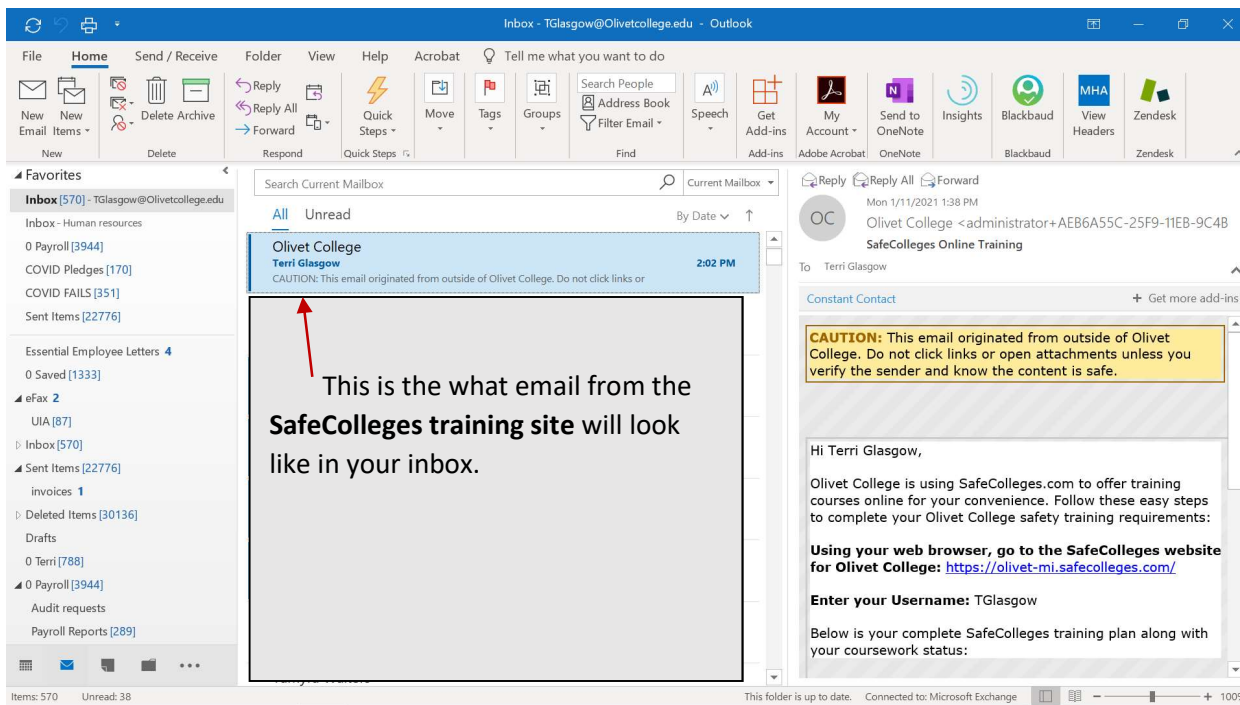 Inbox - TGlasgow@Olivetcollege.edu - Outlook
File Home Send / Receive Folder View Help Acrobat Tell me what you want to do
New Email
New Items
New
Delete
Archive
Delete
Reply
Reply All
Forward
Respond
Quick Steps
Quick Steps
Move
Tags
Groups
Search People
Address Book
Filter Email
Find
A))
Speech
Get Add-ins
Add-ins
My Account
Adobe Acrobat
N
Send to OneNote
OneNote
Insights
Blackbaud
Blackbaud
MHA
View Headers
Zendesk
Zendesk
Favorites
Inbox [570] - TGlasgow@Olivetcollege.edu
Inbox - Human resources
0 Payroll [3944]
COVID Pledges [170]
COVID FAILS [351]
Sent Items [22776]
Essential Employee Letters 4
0 Saved [1333]
eFax 2
UIA [87]
Inbox [570]
Sent Items [22776]
invoices 1
Deleted Items [30136]
Drafts
0 Terri [788]
0 Payroll [3944]
Audit requests
Payroll Reports [289]
Search Current Mailbox
Current Mailbox
All Unread By Date
Olivet College
Terri Glasgow 2:02 PM
CAUTION: This email originated from outside of Olivet College. Do not click links or
This is the what email from the
SafeColleges training site will look
like in your inbox.
Reply Reply All Forward
Mon 1/11/2021 1:38 PM
OC
Olivet College <administrator+AEB6A55C-25F9-11EB-9C4B
SafeColleges Online Training
To Terri Glasgow
Constant Contact + Get more add-ins
CAUTION: This email originated from outside of Olivet
College. Do not click links or open attachments unless you
verify the sender and know the content is safe.
Hi Terri Glasgow,
Olivet College is using SafeColleges.com to offer training
courses online for your convenience. Follow these easy steps
to complete your Olivet College safety training requirements:
Using your web browser, go to the SafeColleges website
for Olivet College: https://olivet-mi.safecolleges.com/
Enter your Username: TGlasgow
Below is your complete SafeColleges training plan along with
your coursework status:
Items: 570 Unread: 38 This folder is up to date. Connected to: Microsoft Exchange 100%